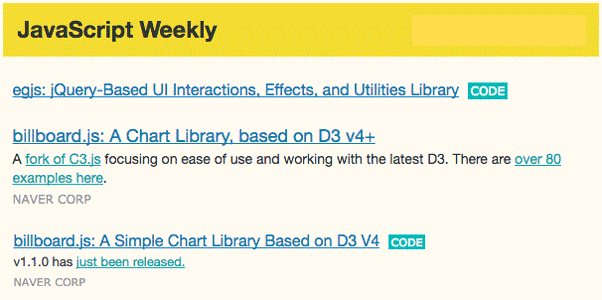 JavaScript Weekly
egjs: jQuery-Based UI Interactions, Effects, and Utilities Library CODE
billboard.js: A Chart Library, based on D3 v4+
A fork of C3.js focusing on ease of use and working with the latest D3. There are over 80
examples here.
NAVER CORP
billboard.js: A Simple Chart Library Based on D3 V4 CODE
v1.1.0 has just been released.
NAVER CORP